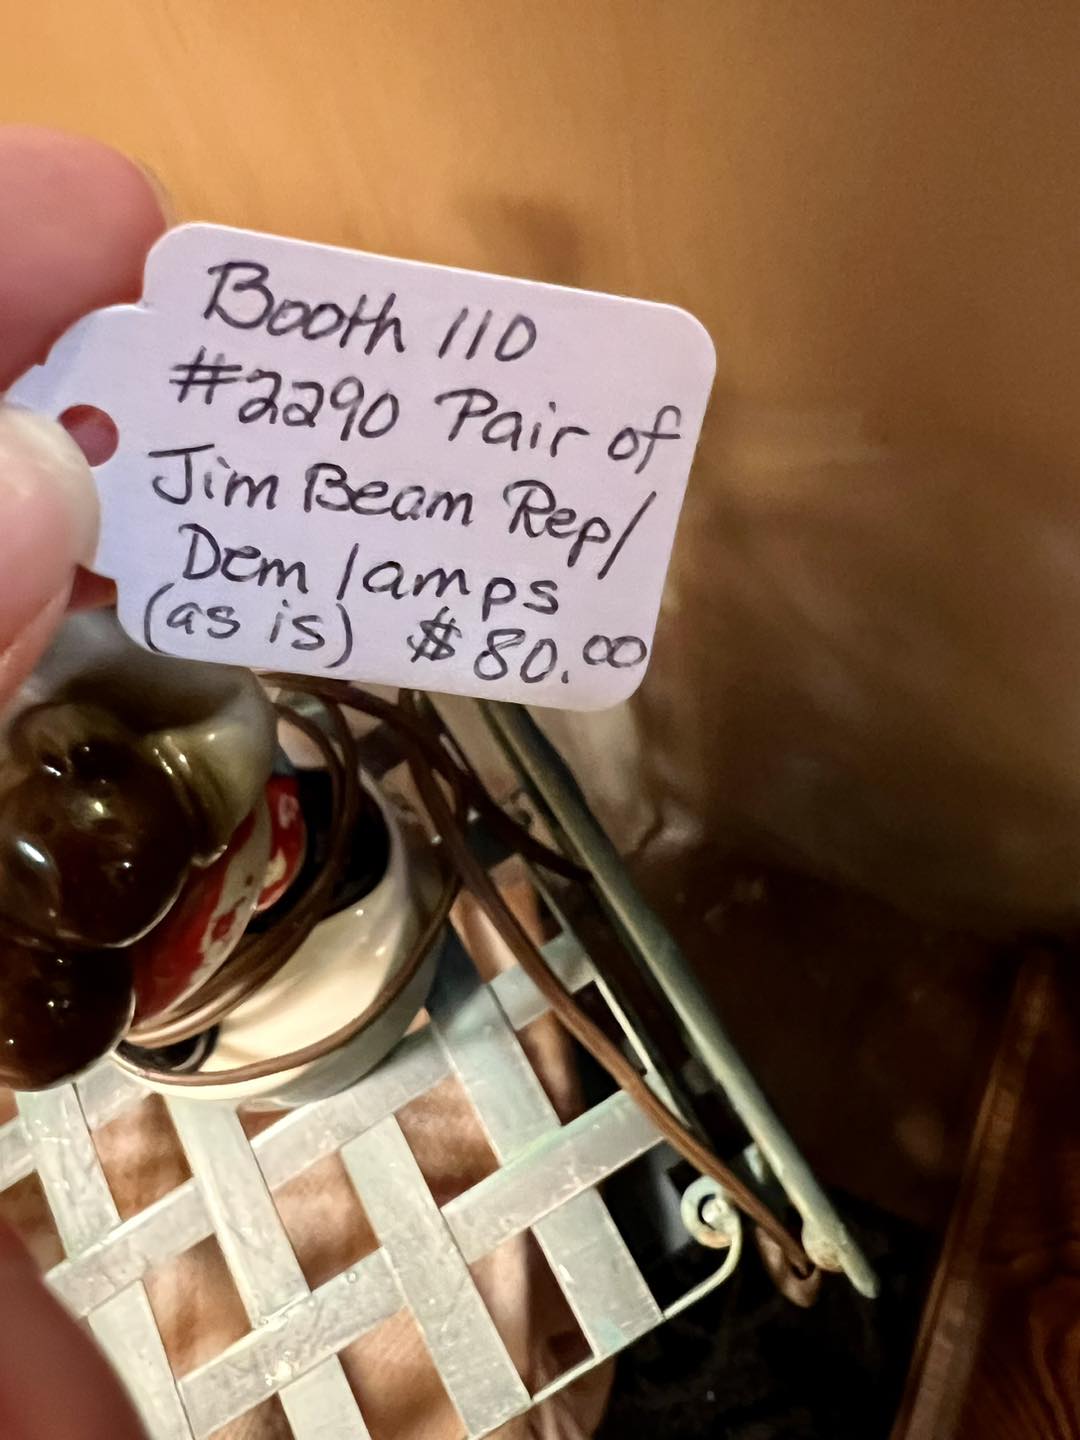 Booth 110
#2290 Pair of
Jim Beam Rep/
Dem lamps
(as is) $80.00